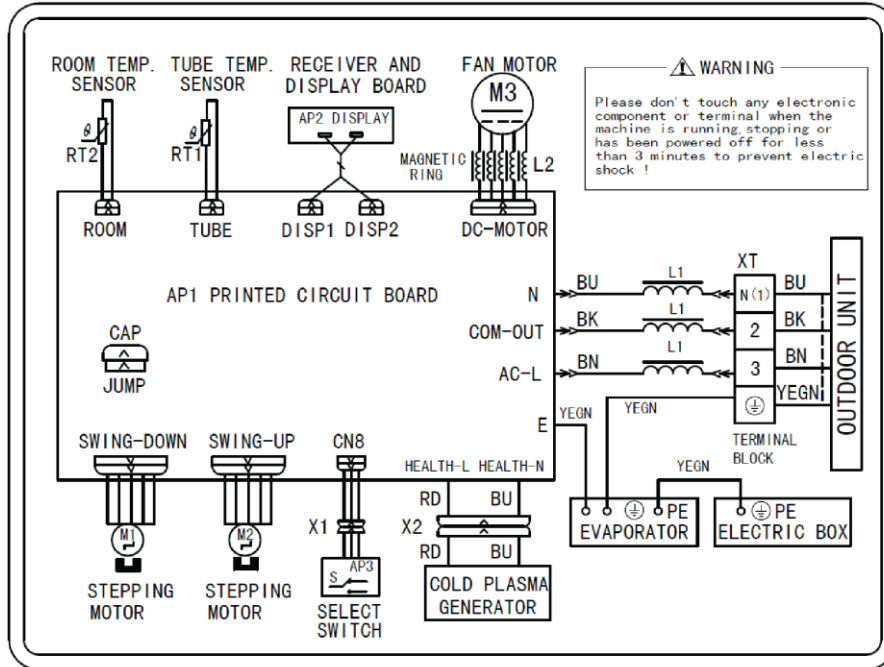 ROOM TEMP.
SENSOR
TUBE TEMP.
SENSOR
RECEIVER AND
DISPLAY BOARD
FAN MOTOR
WARNING
Please don't touch any electronic
component or terminal when the
machine is running, stopping or
has been powered off for less
than 3 minutes to prevent electric
shock !
AP2 DISPLAY
M3
θ
RT2
θ
RT1
MAGNETIC
RING
L2
ROOM
TUBE
DISP1
DISP2
DC-MOTOR
AP1 PRINTED CIRCUIT BOARD
XT
N
BU
L1
N(1)
BU
COM-OUT
BK
L1
2
BK
AC-L
BN
L1
3
BN
YEGN
OUTDOOR UNIT
CAP
JUMP
E
YEGN
YEGN
TERMINAL
BLOCK
SWING-DOWN
SWING-UP
CN8
HEALTH-L
HEALTH-N
YEGN
RD
BU
PE
EVAPORATOR
PE
ELECTRIC BOX
X1
X2
M1
M2
RD
BU
S
AP3
STEPPING
MOTOR
STEPPING
MOTOR
SELECT
SWITCH
COLD PLASMA
GENERATOR